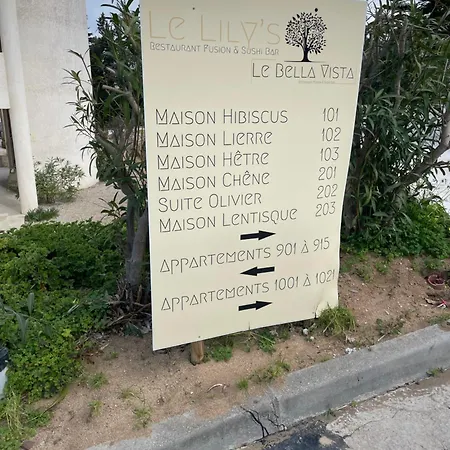 Le Lily's
Restaurant Fusion & Sushi Bar
Le Bella Vista
Maison Hibiscus 101
Maison Lierre 102
Maison Hêtre 103
Maison Chêne 201
Suite Olivier 202
Maison Lentisque 203
Appartements 901 à 915
Appartements 1001 à 1021